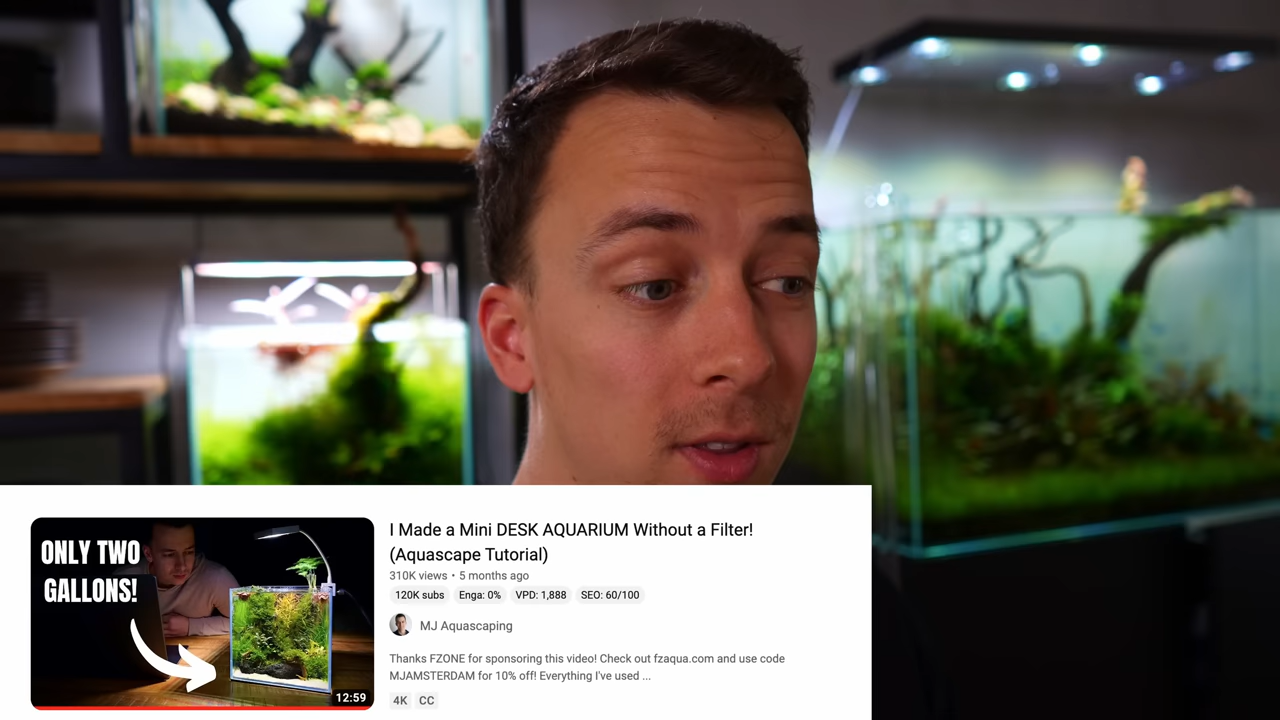 ONLY TWO
GALLONS!
12:59
I Made a Mini DESK AQUARIUM Without a Filter!
(Aquascape Tutorial)
310K views • 5 months ago
120K subs Enga: 0% VPD: 1,888 SEO: 60/100
MJ Aquascaping
Thanks FZONE for sponsoring this video! Check out fzaqua.com and use code
MJAMSTERDAM for 10% off! Everything I've used ...
4K CC